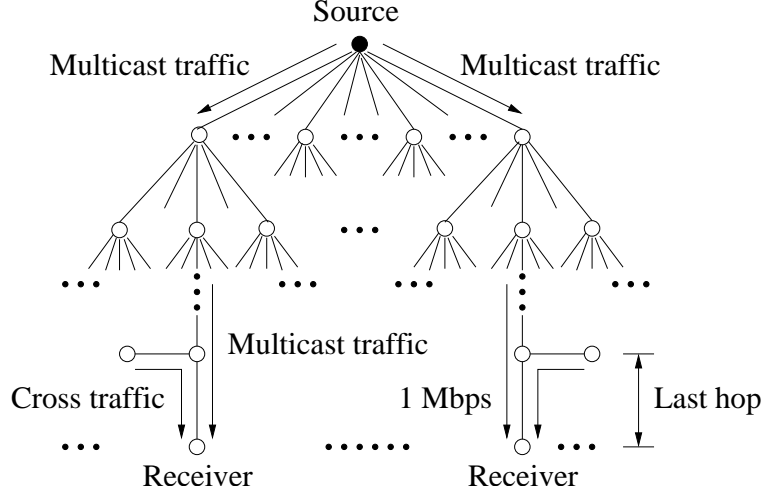 Source
Multicast traffic
Multicast traffic
Multicast traffic
Cross traffic
1 Mbps
Last hop
Receiver
Receiver